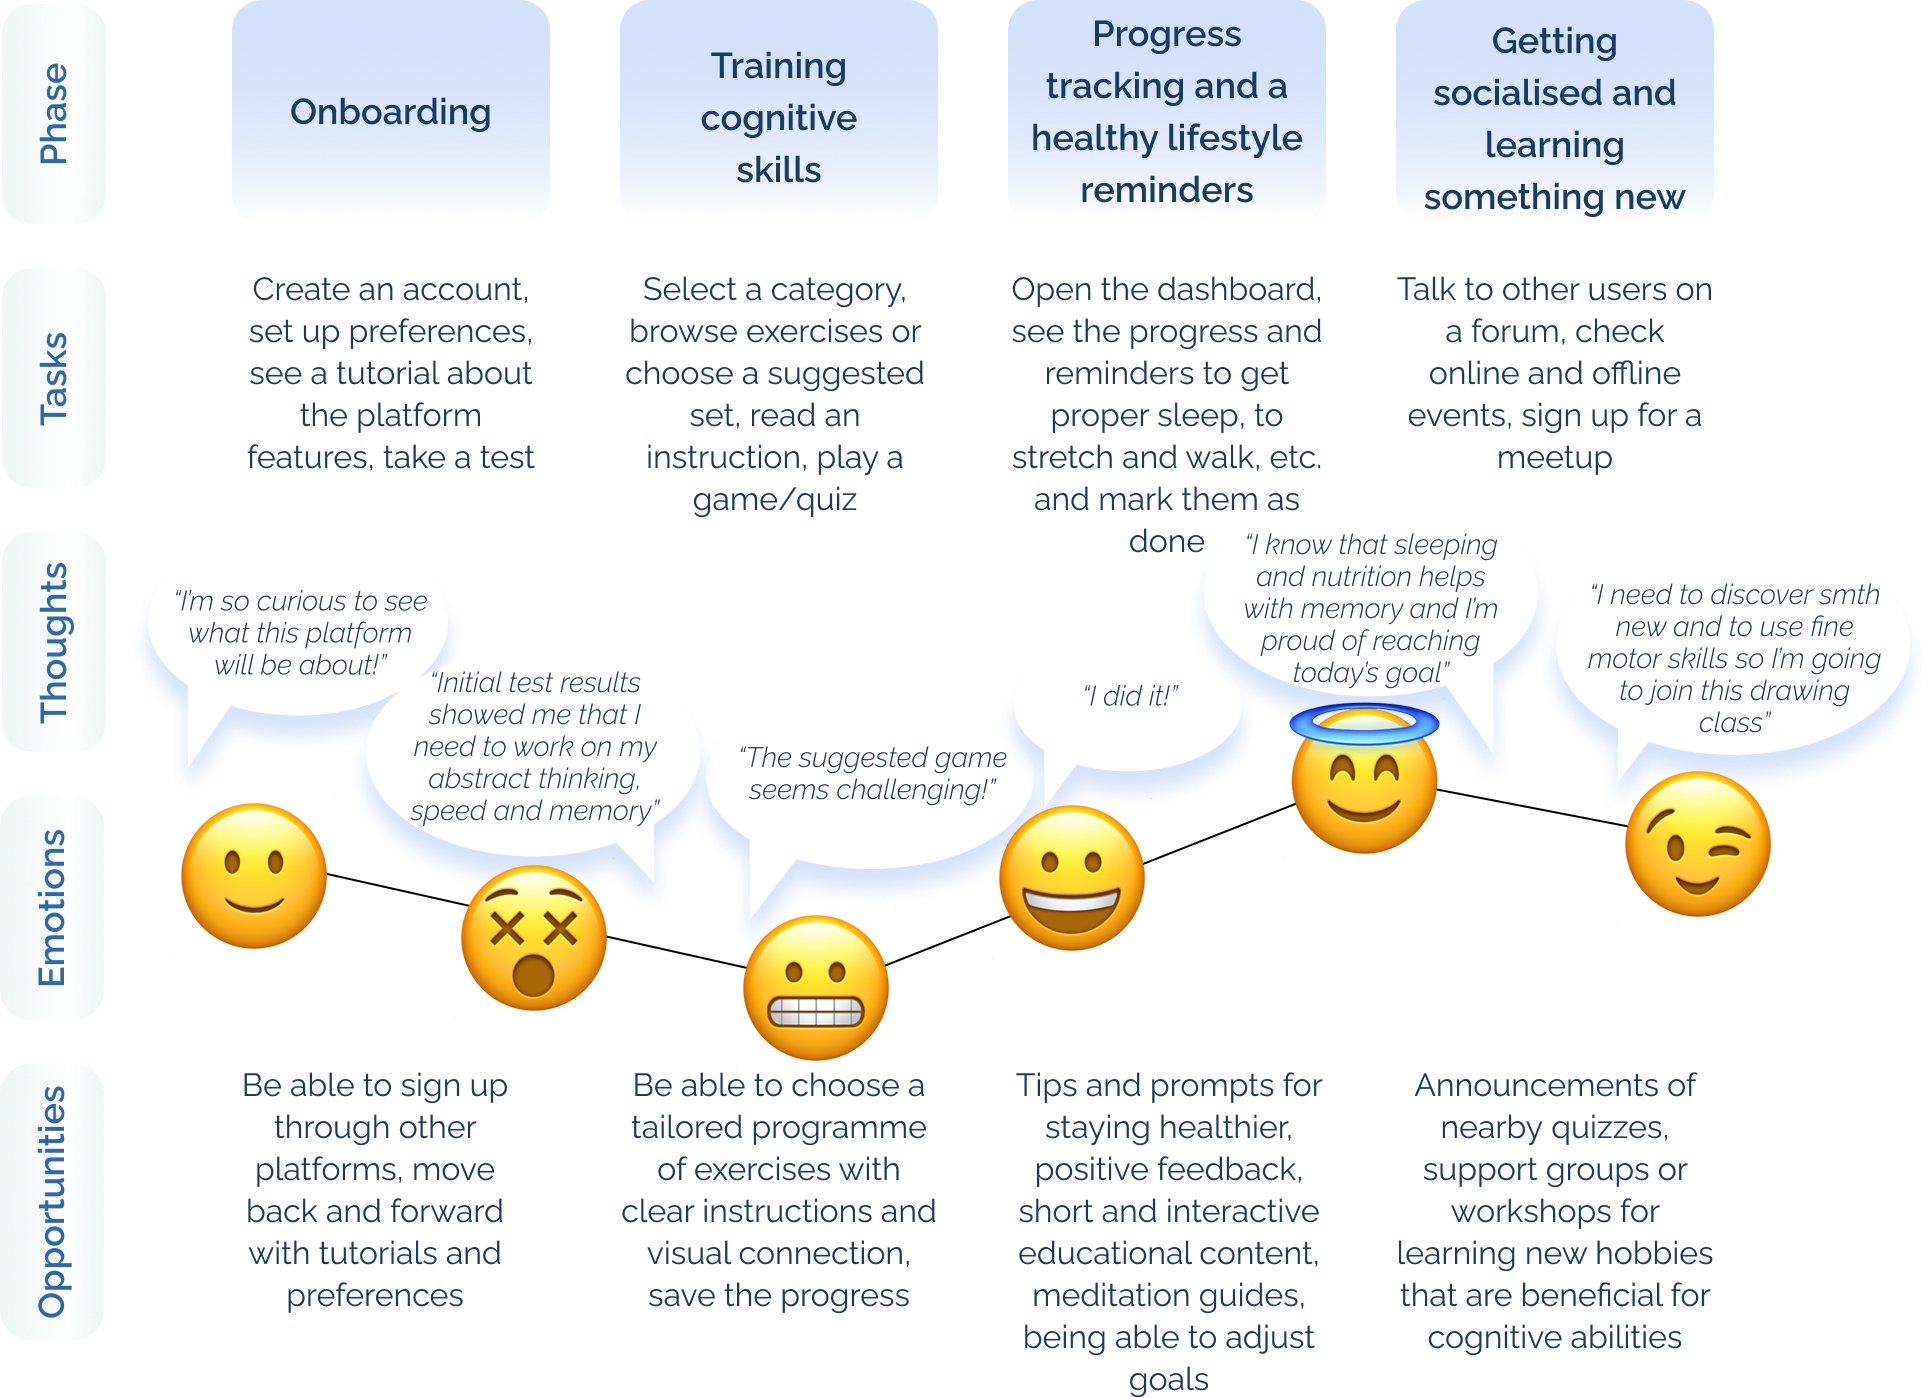 Phase
Onboarding
Training
cognitive
skills
Progress
tracking and a
healthy lifestyle
reminders
Getting
socialised and
learning
something new
Tasks
Create an account,
set up preferences,
see a tutorial about
the platform
features, take a test
Select a category,
browse exercises or
choose a suggested
set, read an
instruction, play a
game/quiz
Open the dashboard,
see the progress and
reminders to get
proper sleep, to
stretch and walk, etc.
and mark them as
done
Talk to other users on
a forum, check
online and offline
events, sign up for a
meetup
Thoughts
“I’m so curious to see
what this platform
will be about!”
“Initial test results
showed me that I
need to work on my
abstract thinking,
speed and memory”
“The suggested game
seems challenging!”
“I did it!”
“I know that sleeping
and nutrition helps
with memory and I’m
proud of reaching
today’s goal”
“I need to discover smth
new and to use fine
motor skills so I’m going
to join this drawing
class”
Emotions
Opportunities
Be able to sign up
through other
platforms, move
back and forward
with tutorials and
preferences
Be able to choose a
tailored programme
of exercises with
clear instructions and
visual connection,
save the progress
Tips and prompts for
staying healthier,
positive feedback,
short and interactive
educational content,
meditation guides,
being able to adjust
goals
Announcements of
nearby quizzes,
support groups or
workshops for
learning new hobbies
that are beneficial for
cognitive abilities